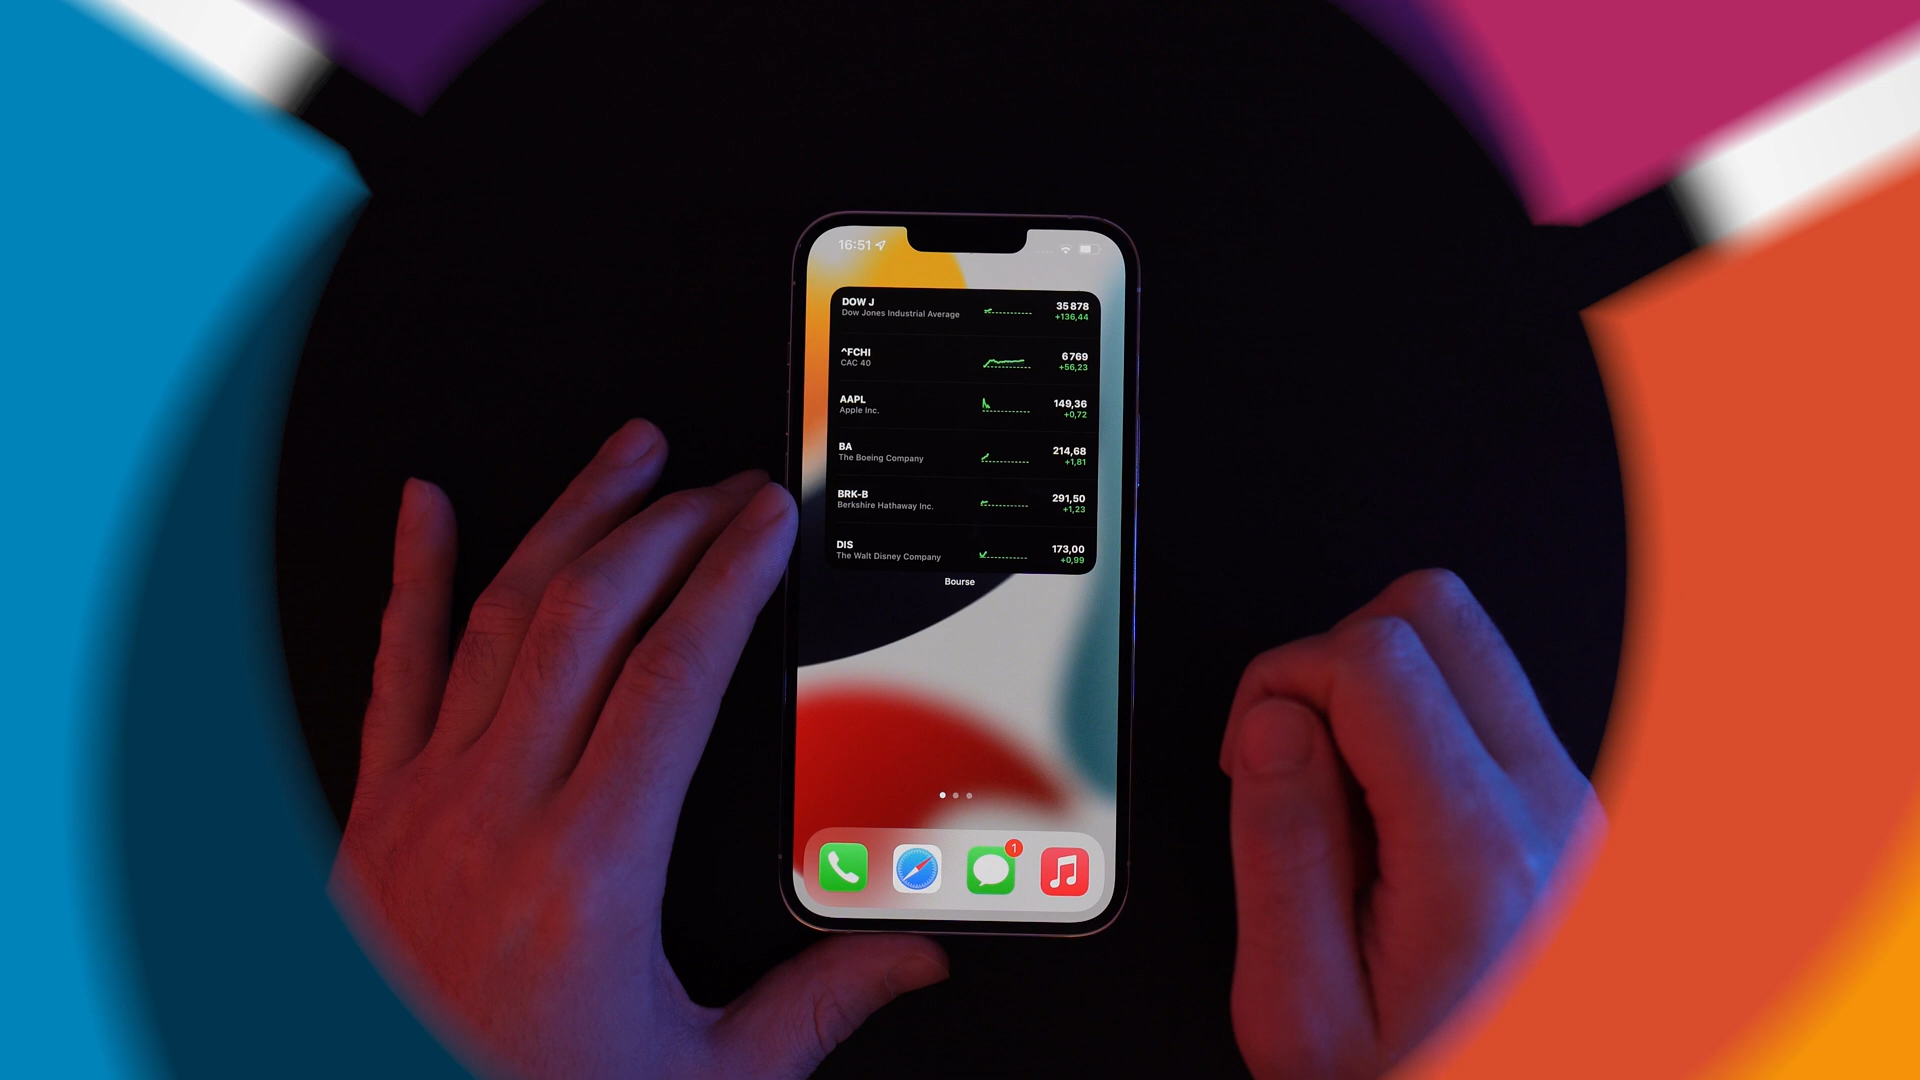 16:51
DOW J
Dow Jones Industrial Average
35 878
+136,44
^FCHI
CAC 40
6 769
+56,23
AAPL
Apple Inc.
149,36
+0,72
BA
The Boeing Company
214,68
+1,81
BRK-B
Berkshire Hathaway Inc.
291,50
+1,23
DIS
The Walt Disney Company
173,00
+0,99
Bourse
1